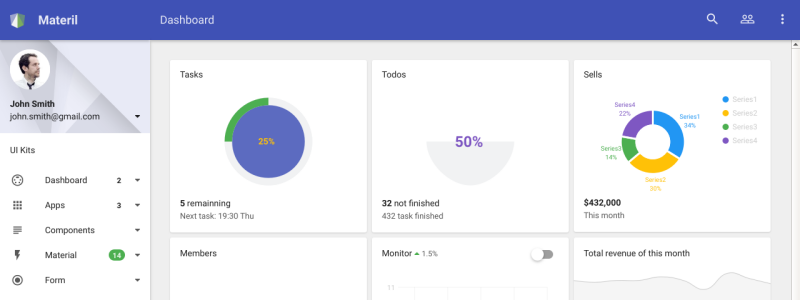 Materil
Dashboard
John Smith
john.smith@gmail.com
UI Kits
Dashboard 2
Apps 3
Components
Material 14
Form
Tasks
25%
5 remainning
Next task: 19:30 Thu
Todos
50%
32 not finished
432 task finished
Sells
Series4
22%
Series1
34%
Series3
14%
Series2
30%
Series1
Series2
Series3
Series4
$432,000
This month
Members
Monitor 1.5%
11
Total revenue of this month